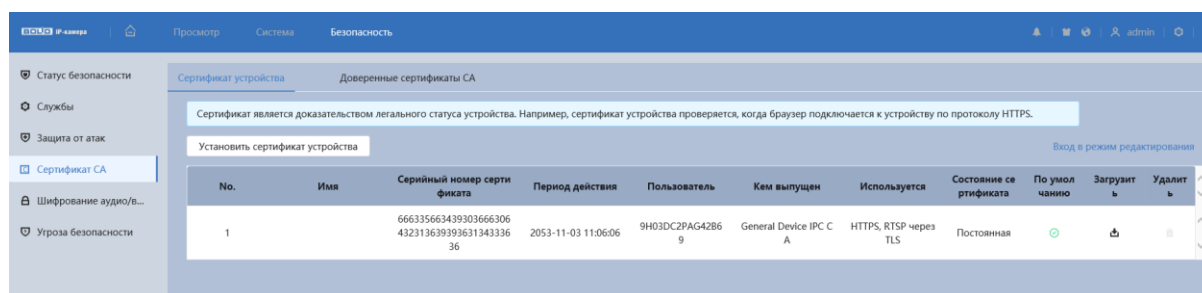 BOLID IP-камера
Просмотр Система Безопасность admin
Статус безопасности
Службы
Защита от атак
Сертификат CA
Шифрование аудио/в...
Угроза безопасности
Сертификат устройства Доверенные сертификаты CA
Сертификат является доказательством легального статуса устройства. Например, сертификат устройства проверяется, когда браузер подключается к устройству по протоколу HTTPS.
Установить сертификат устройства Вход в режим редактирования
No.
Имя
Серийный номер серти
фиката
Период действия
Пользователь
Кем выпущен
Используется
Состояние се
ртификата
По умол
чанию
Загрузит
ь
Удалит
ь
1
666335663439303666306
432313639393631343336
36
2053-11-03 11:06:06
9H03DC2PAG42B6
9
General Device IPC C
A
HTTPS, RTSP через
TLS
Постоянная